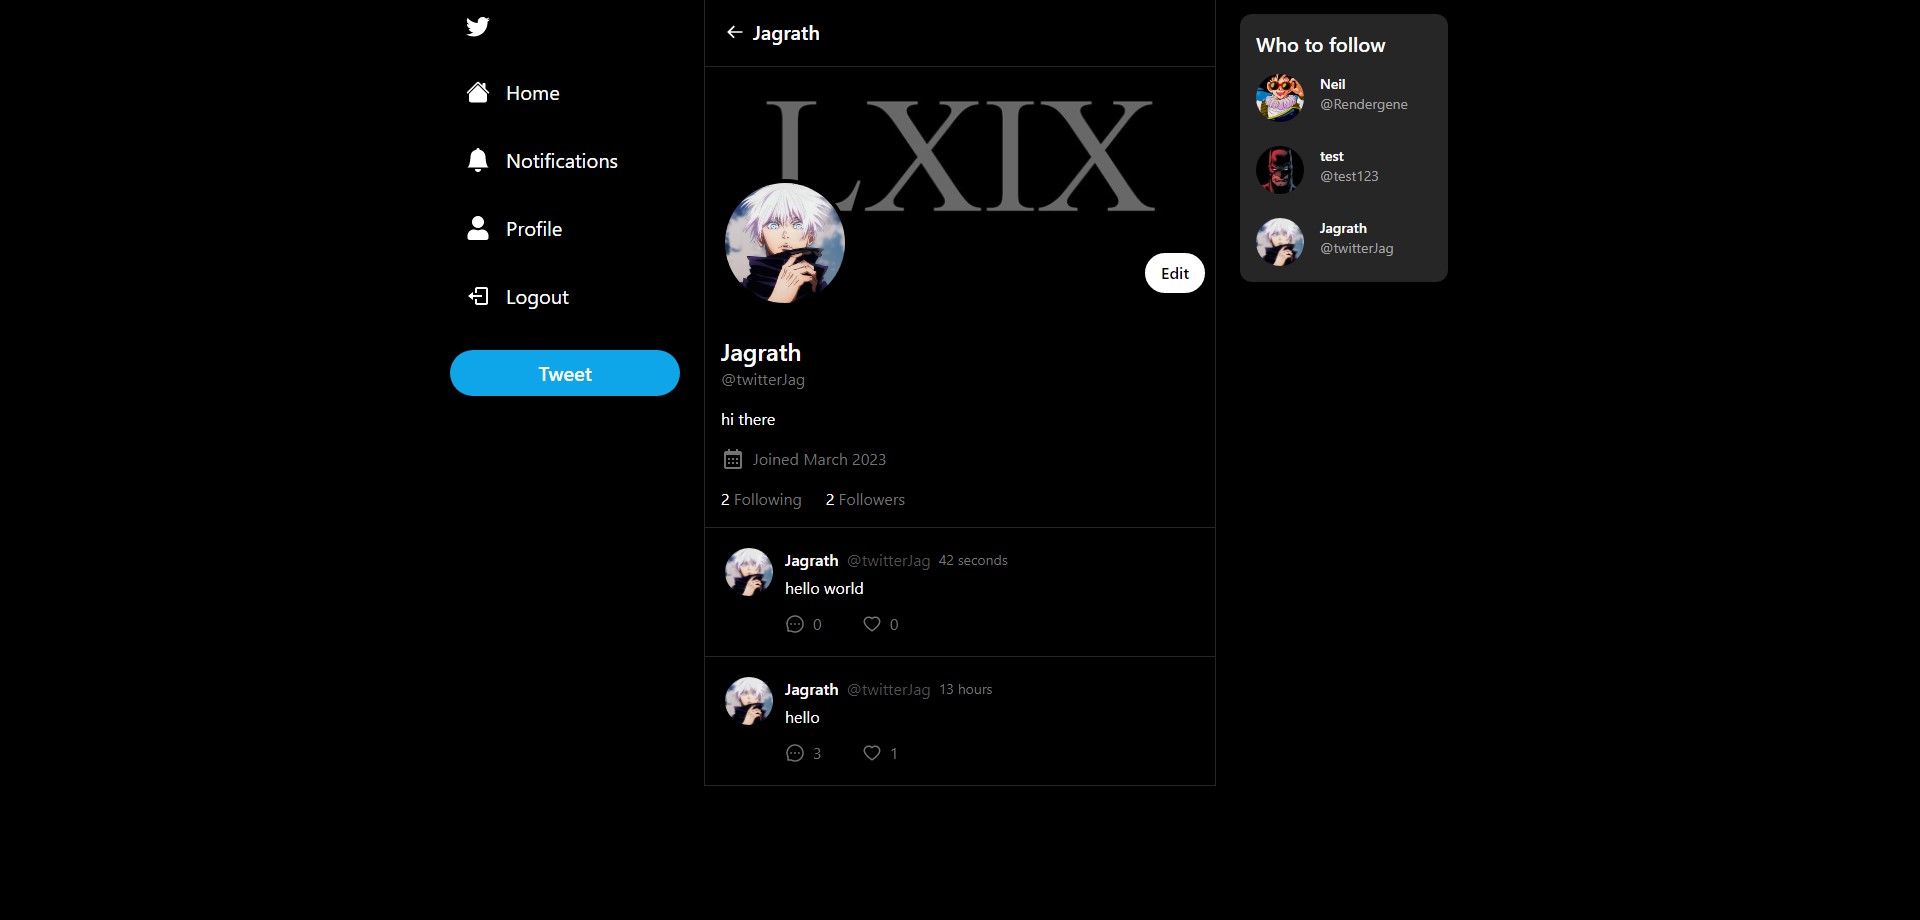 Home
Notifications
Profile
Logout
Tweet
Jagrath
LXIX
Edit
Jagrath
@twitterJag
hi there
Joined March 2023
2 Following 2 Followers
Jagrath @twitterJag 42 seconds
hello world
0 0
Jagrath @twitterJag 13 hours
hello
3 1
Who to follow
Neil
@Rendergene
test
@test123
Jagrath
@twitterJag